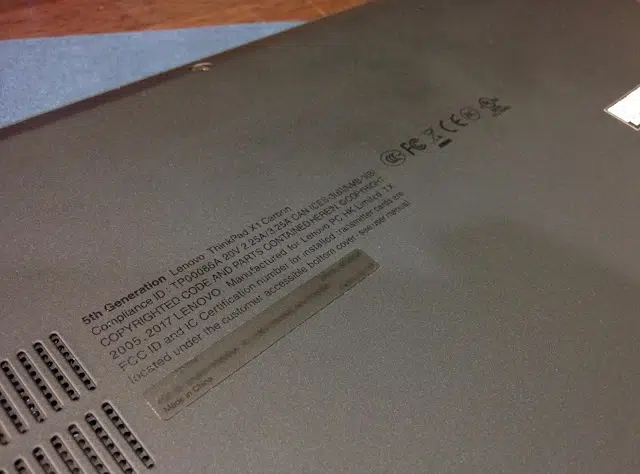 5th Generation Lenovo ThinkPad X1 Carbon
Compliance ID : TP00086A 20V 2.25A/3.25A CAN ICES-3(B)/NMB-3(B)
COPYRIGHTED CODE AND PARTS CONTAINED HEREIN ©COPYRIGHT
2005, 2017 LENOVO . Manufactured for Lenovo PC HK Limited
FCC ID and IC Certification number for installed transmitter card are
located under the customer accessible bottom cover - see user manual.
Made in China
FC CE